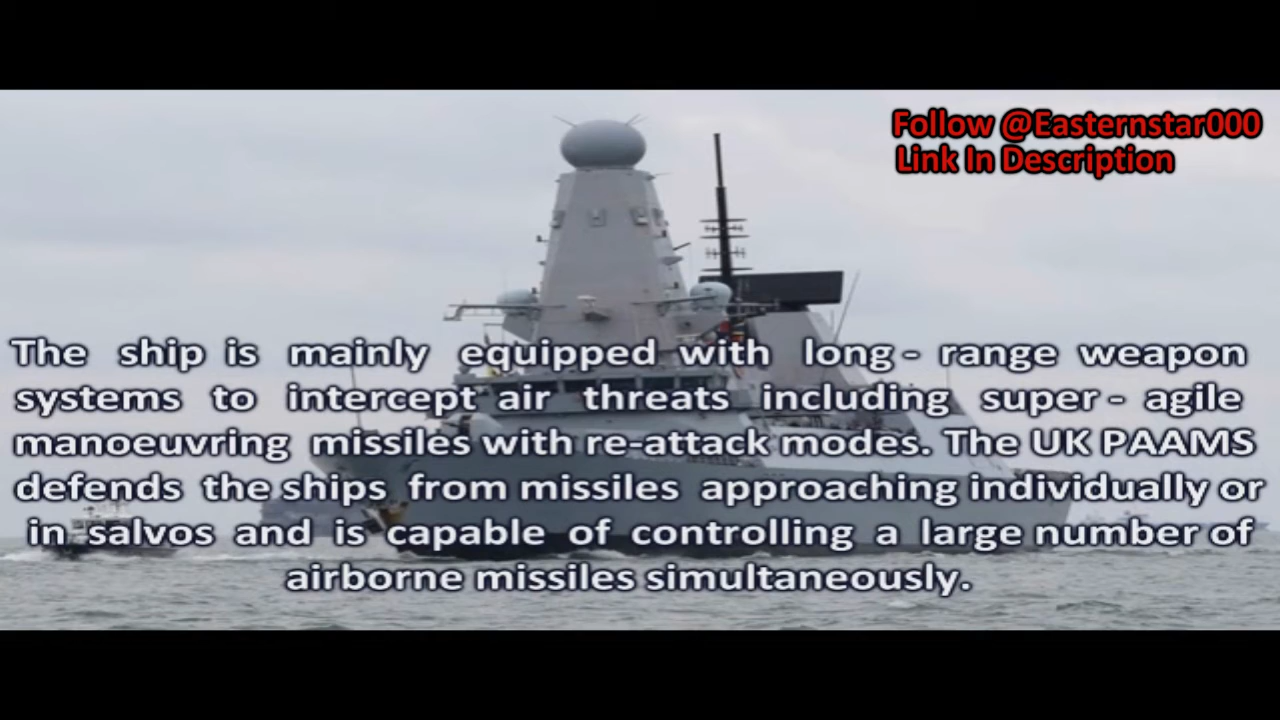 Follow @Easternstar000
Link In Description
The ship is mainly equipped with long - range weapon
systems to intercept air threats including super - agile
manoeuvring missiles with re-attack modes. The UK PAAMS
defends the ships from missiles approaching individually or
in salvos and is capable of controlling a large number of
airborne missiles simultaneously.